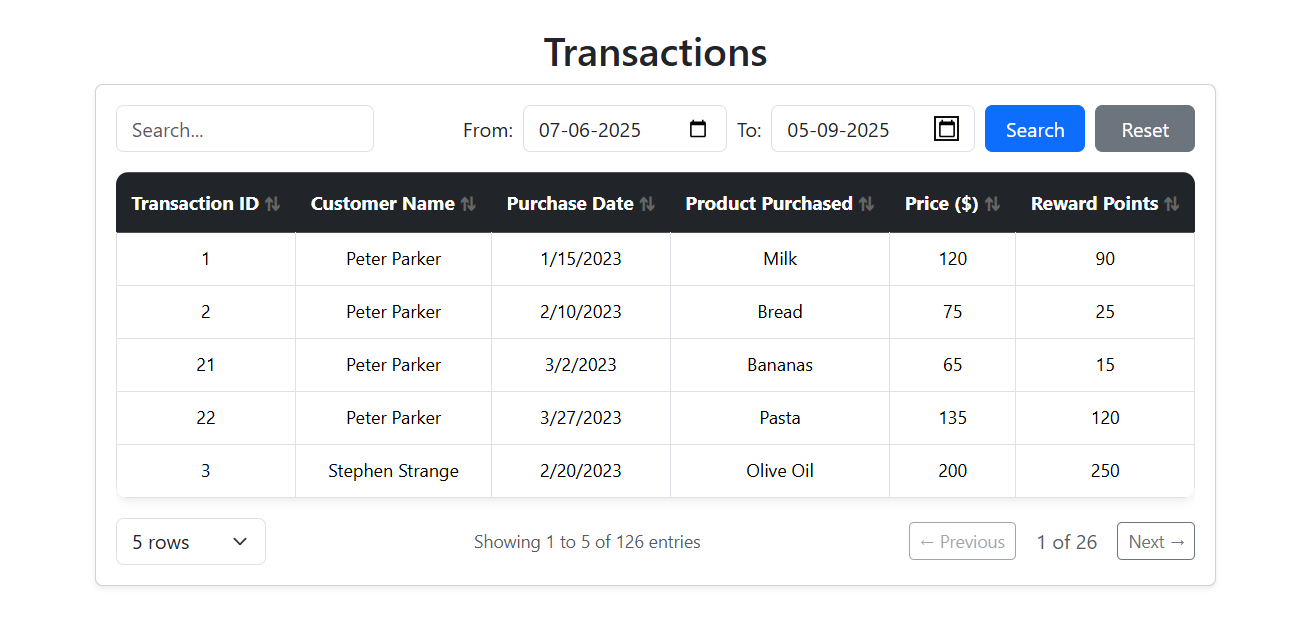 Transactions
Search... From: 07-06-2025 To: 05-09-2025 Search Reset
Transaction ID ⇅ Customer Name ⇅ Purchase Date ⇅ Product Purchased ⇅ Price ($) ⇅ Reward Points ⇅
1 Peter Parker 1/15/2023 Milk 120 90
2 Peter Parker 2/10/2023 Bread 75 25
21 Peter Parker 3/2/2023 Bananas 65 15
22 Peter Parker 3/27/2023 Pasta 135 120
3 Stephen Strange 2/20/2023 Olive Oil 200 250
5 rows Showing 1 to 5 of 126 entries ← Previous 1 of 26 Next →